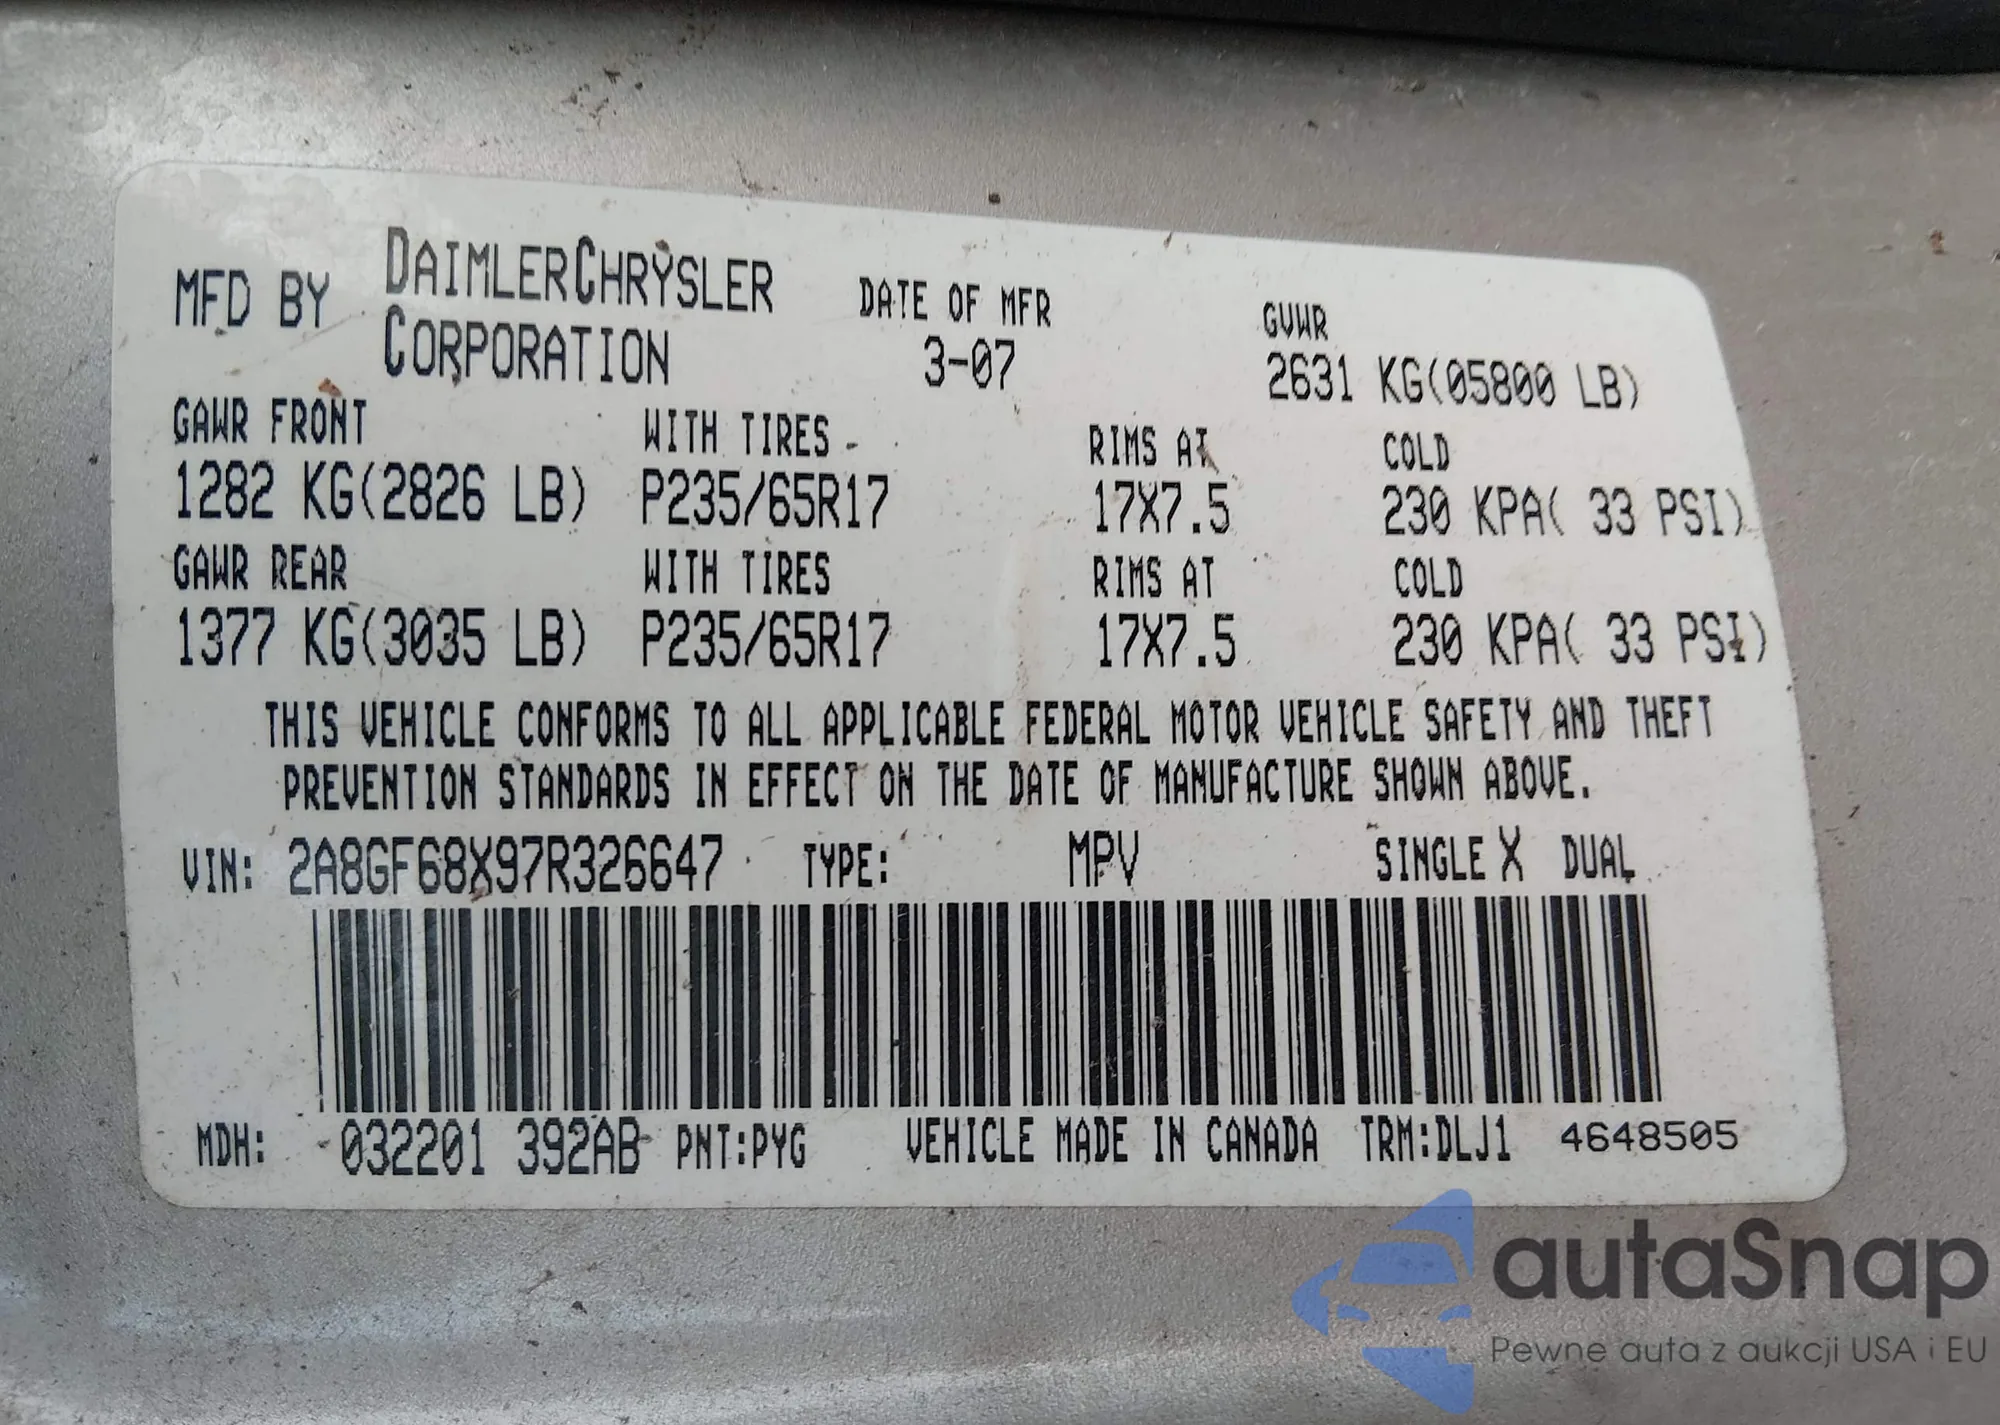 MFD BY DAIMLERCHRYSLER CORPORATION
DATE OF MFR
3-07
GVWR
2631 KG(05800 LB)
GAWR FRONT WITH TIRES RIMS AT COLD
1282 KG(2826 LB) P235/65R17 17X7.5 230 KPA( 33 PSI)
GAWR REAR WITH TIRES RIMS AT COLD
1377 KG(3035 LB) P235/65R17 17X7.5 230 KPA( 33 PSI)
THIS VEHICLE CONFORMS TO ALL APPLICABLE FEDERAL MOTOR VEHICLE SAFETY AND THEFT
PREVENTION STANDARDS IN EFFECT ON THE DATE OF MANUFACTURE SHOWN ABOVE.
VIN: 2A8GF68X97R326647 TYPE: MPV SINGLE X DUAL
MDH: 032201 392AB PNT:PYG VEHICLE MADE IN CANADA TRM:DLJ1 4648505
autaSnap
Pewne auta z aukcji USA i EU